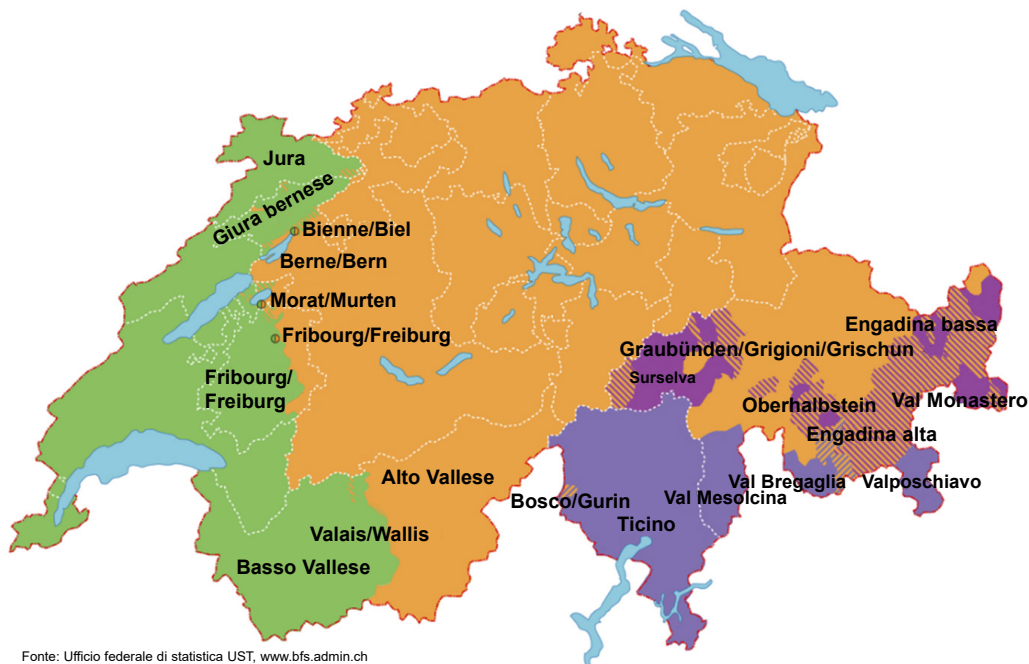 Jura
Giura bernese
Bienne/Biel
Berne/Bern
Morat/Murten
Fribourg/Freiburg
Engadina bassa
Graubünden/Grigioni/Grischun
Surselva
Fribourg/
Freiburg
Oberhalbstein
Val Monastero
Engadina alta
Alto Vallese
Val Bregaglia
Valposchiavo
Bosco/Gurin
Val Mesolcina
Ticino
Valais/Wallis
Basso Vallese
Fonte: Ufficio federale di statistica UST, www.bfs.admin.ch